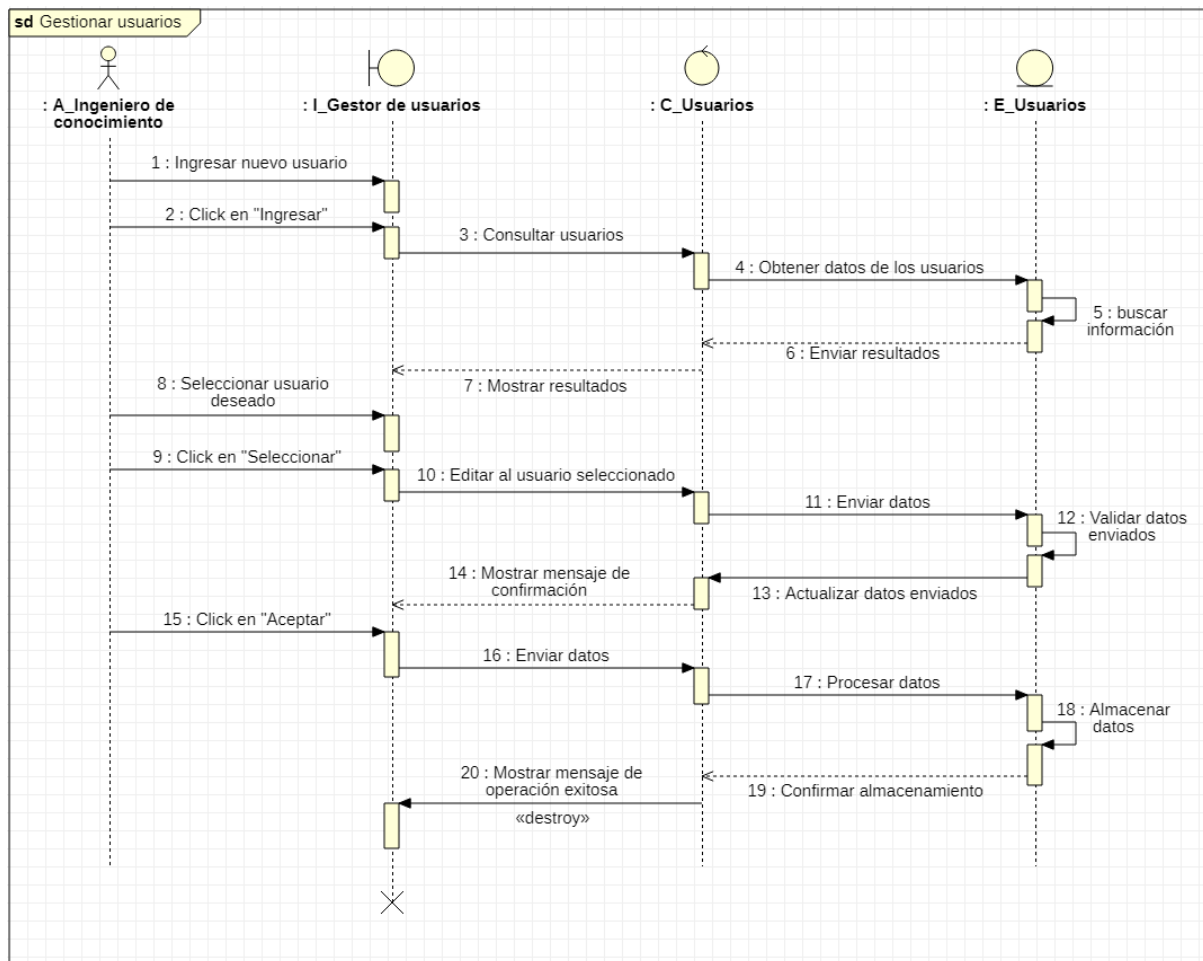 sd Gestionar usuarios
: A_Ingeniero de
conocimiento
: I_Gestor de usuarios
: C_Usuarios
: E_Usuarios
1 : Ingresar nuevo usuario
2 : Click en "Ingresar"
3 : Consultar usuarios
4 : Obtener datos de los usuarios
5 : buscar
información
6 : Enviar resultados
7 : Mostrar resultados
8 : Seleccionar usuario
deseado
9 : Click en "Seleccionar"
10 : Editar al usuario seleccionado
11 : Enviar datos
12 : Validar datos
enviados
13 : Actualizar datos enviados
14 : Mostrar mensaje de
confirmación
15 : Click en "Aceptar"
16 : Enviar datos
17 : Procesar datos
18 : Almacenar
datos
19 : Confirmar almacenamiento
20 : Mostrar mensaje de
operación exitosa
«destroy»